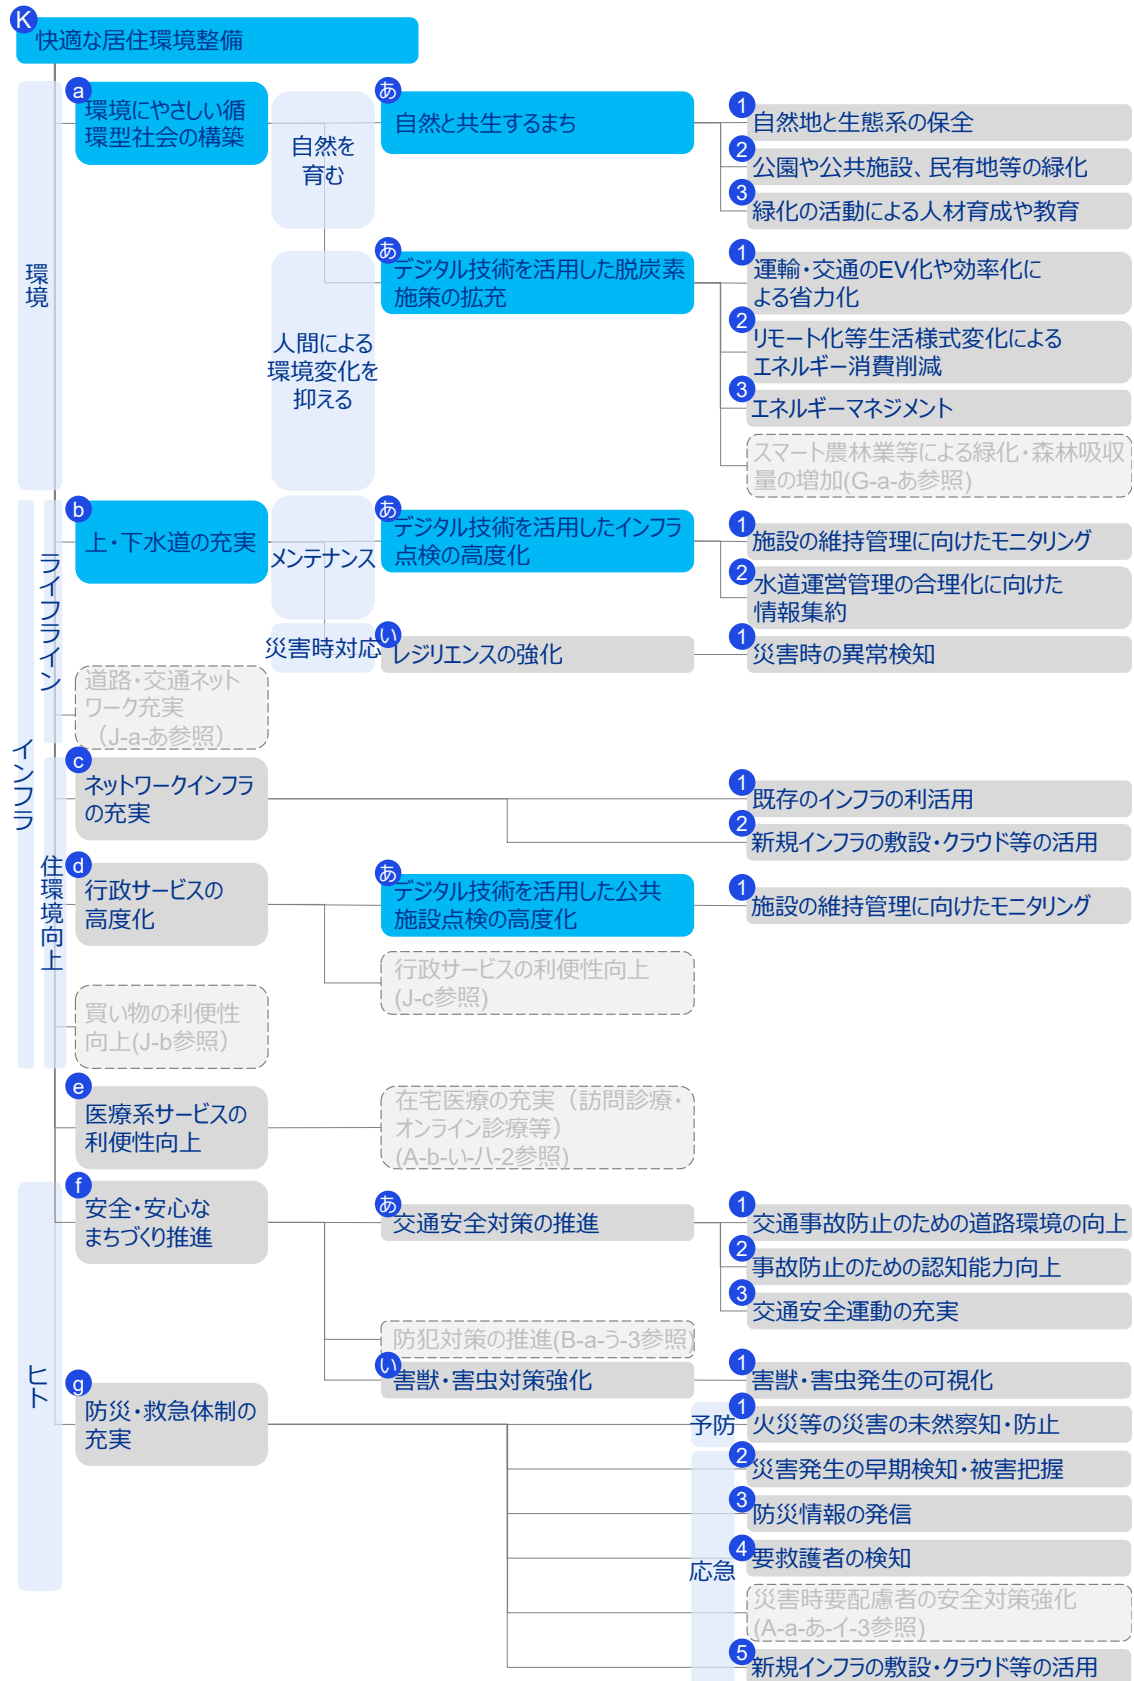 K
快適な居住環境整備
環境
a
環境にやさしい循
環型社会の構築
自然を
育む
あ
自然と共生するまち
1
自然地と生態系の保全
2
公園や公共施設、民有地等の緑化
3
緑化の活動による人材育成や教育
人間による
環境変化を
抑える
あ
デジタル技術を活用した脱炭素
施策の拡充
1
運輸・交通のEV化や効率化に
よる省力化
2
リモート化等生活様式変化による
エネルギー消費削減
3
エネルギーマネジメント
スマート農林業等による緑化・森林吸収
量の増加(G-a-あ参照)
インフラ
ライフライン
b
上・下水道の充実
メンテナンス
あ
デジタル技術を活用したインフラ
点検の高度化
1
施設の維持管理に向けたモニタリング
2
水道運営管理の合理化に向けた
情報集約
災害時対応
い
レジリエンスの強化
1
災害時の異常検知
道路・交通ネット
ワーク充実
（J-a-あ参照）
住環境向上
c
ネットワークインフラ
の充実
1
既存のインフラの利活用
2
新規インフラの敷設・クラウド等の活用
d
行政サービスの
高度化
あ
デジタル技術を活用した公共
施設点検の高度化
1
施設の維持管理に向けたモニタリング
行政サービスの利便性向上
(J-c参照)
買い物の利便性
向上(J-b参照）
e
医療系サービスの
利便性向上
在宅医療の充実（訪問診療・
オンライン診療等）
(A-b-い-ハ-2参照)
ヒト
f
安全・安心な
まちづくり推進
あ
交通安全対策の推進
1
交通事故防止のための道路環境の向上
2
事故防止のための認知能力向上
3
交通安全運動の充実
防犯対策の推進(B-a-う-3参照)
い
害獣・害虫対策強化
1
害獣・害虫発生の可視化
g
防災・救急体制の
充実
予防
1
火災等の災害の未然察知・防止
応急
2
災害発生の早期検知・被害把握
3
防災情報の発信
4
要救護者の検知
災害時要配慮者の安全対策強化
(A-a-あ-イ-3参照)
5
新規インフラの敷設・クラウド等の活用